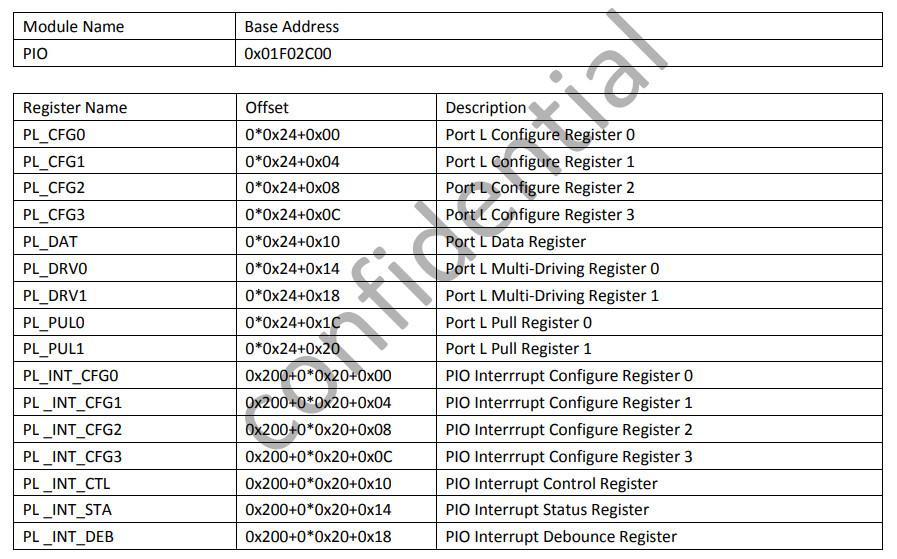 Module Name Base Address
PIO 0x01F02C00
Register Name Offset Description
PL_CFG0 0*0x24+0x00 Port L Configure Register 0
PL_CFG1 0*0x24+0x04 Port L Configure Register 1
PL_CFG2 0*0x24+0x08 Port L Configure Register 2
PL_CFG3 0*0x24+0x0C Port L Configure Register 3
PL_DAT 0*0x24+0x10 Port L Data Register
PL_DRV0 0*0x24+0x14 Port L Multi-Driving Register 0
PL_DRV1 0*0x24+0x18 Port L Multi-Driving Register 1
PL_PUL0 0*0x24+0x1C Port L Pull Register 0
PL_PUL1 0*0x24+0x20 Port L Pull Register 1
PL_INT_CFG0 0x200+0*0x20+0x00 PIO Interrrupt Configure Register 0
PL _INT_CFG1 0x200+0*0x20+0x04 PIO Interrrupt Configure Register 1
PL _INT_CFG2 0x200+0*0x20+0x08 PIO Interrrupt Configure Register 2
PL _INT_CFG3 0x200+0*0x20+0x0C PIO Interrrupt Configure Register 3
PL _INT_CTL 0x200+0*0x20+0x10 PIO Interrupt Control Register
PL _INT_STA 0x200+0*0x20+0x14 PIO Interrupt Status Register
PL _INT_DEB 0x200+0*0x20+0x18 PIO Interrupt Debounce Register
confidential